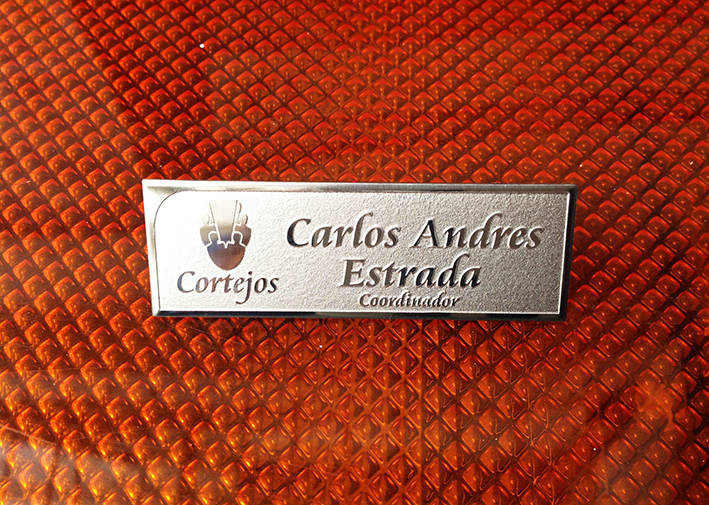 Cortejos
Carlos Andres
Estrada
Coordinador